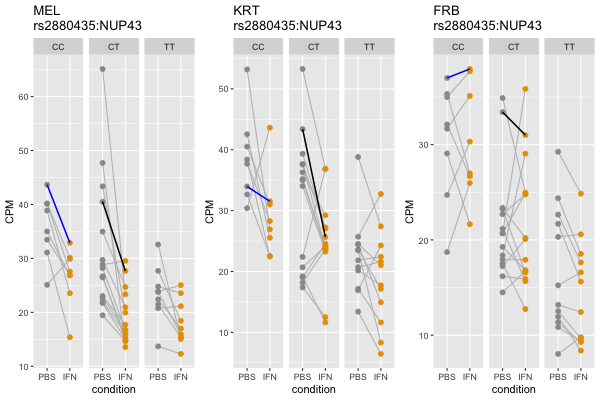 MEL
rs2880435:NUP43
CC CT TT
CPM
60
50
40
30
20
10
PBS IFN PBS IFN PBS IFN
condition
KRT
rs2880435:NUP43
CC CT TT
CPM
50
40
30
20
10
PBS IFN PBS IFN PBS IFN
condition
FRB
rs2880435:NUP43
CC CT TT
CPM
30
20
10
PBS IFN PBS IFN PBS IFN
condition